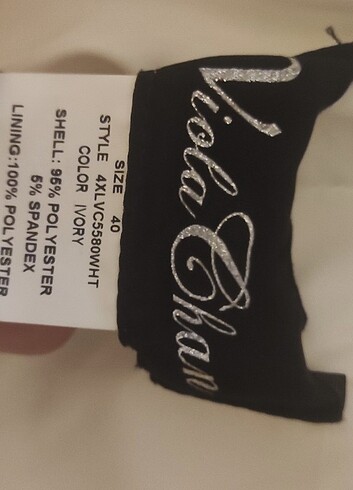 Viola Chan
SIZE 40
STYLE 4XLVC5580WHT
COLOR IVORY
SHELL: 95% POLYESTER
5% SPANDEX
LINING:100% POLYESTER